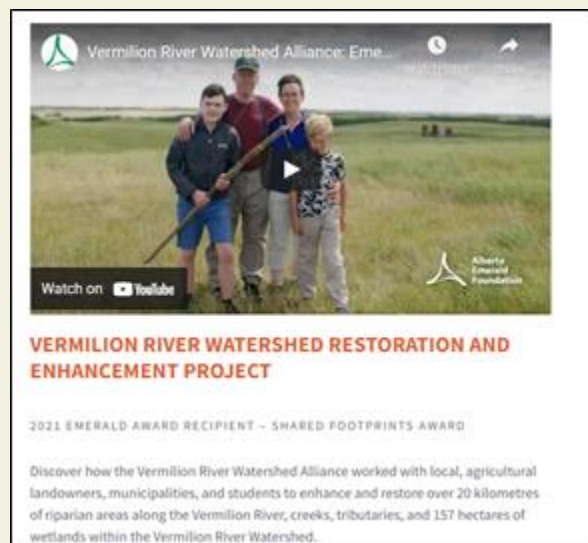 Vermilion River Watershed Alliance: Eme...
Alberta
Emerald
Foundation
Watch on YouTube
VERMILION RIVER WATERSHED RESTORATION AND
ENHANCEMENT PROJECT
2021 EMERALD AWARD RECIPIENT – SHARED FOOTPRINTS AWARD
Discover how the Vermilion River Watershed Alliance worked with local, agricultural
landowners, municipalities, and students to enhance and restore over 20 kilometres
of riparian areas along the Vermilion River, creeks, tributaries, and 157 hectares of
wetlands within the Vermilion River Watershed.